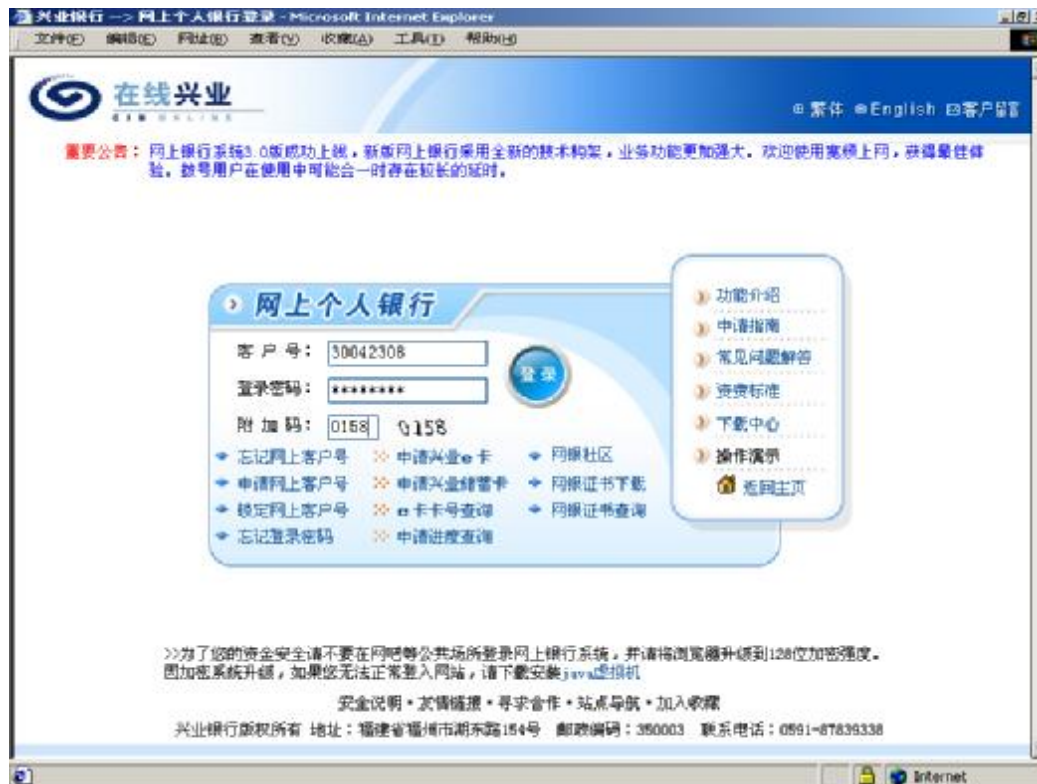 兴业银行 --> 网上个人银行登录 - Microsoft Internet Explorer
文件(F) 编辑(E) 网址(B) 查看(V) 收藏(A) 工具(T) 帮助(H)
在线兴业
CIB ONLINE
繁体 English 客户留言
重要公告： 网上银行系统3.0版成功上线，新版网上银行采用全新的技术构架，业务功能更加强大。欢迎使用宽频上网，获得最佳体
验。拨号用户在使用中可能会一时存在较长的延时。
网上个人银行
客 户 号： 30042308
登录密码： ********
登录
附 加 码： 0158 0158
忘记网上客户号 申请兴业e卡 网银社区
申请网上客户号 申请兴业储蓄卡 网银证书下载
锁定网上客户号 e卡卡号查询 网银证书查询
忘记登录密码 申请进度查询
功能介绍
申请指南
常见问题解答
资费标准
下载中心
操作演示
返回主页
>>为了您的资金安全请不要在网吧等公共场所登录网上银行系统，并请将浏览器升级到128位加密强度。
因加密系统升级，如果您无法正常登入网站，请下载安装java虚拟机
安全说明・友情链接・寻求合作・站点导航・加入收藏
兴业银行版权所有 地址：福建省福州市湖东路154号 邮政编码：350003 联系电话：0591-87839338
Internet